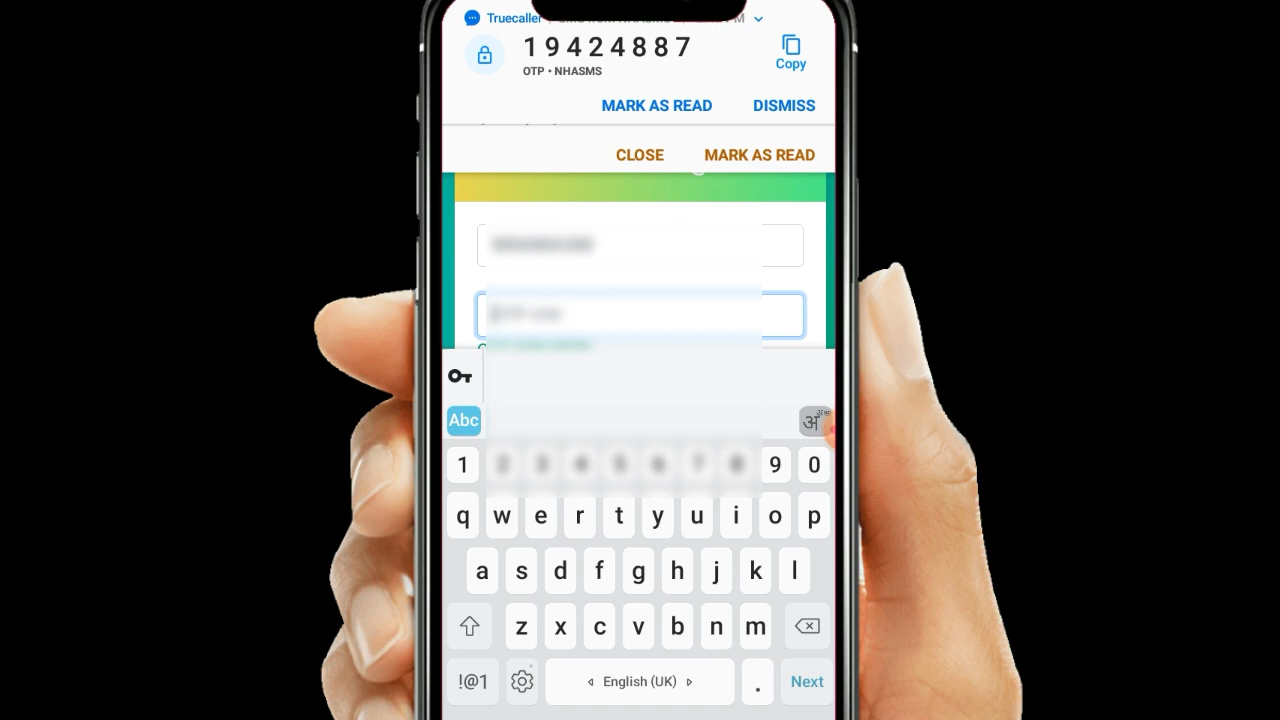 Truecaller
19424887
Copy
OTP • NHASMS
MARK AS READ DISMISS
CLOSE MARK AS READ
Abc अ
1 9 0
q w e r t y u i o p
a s d f g h j k l
z x c v b n m
!@1 English (UK) . Next